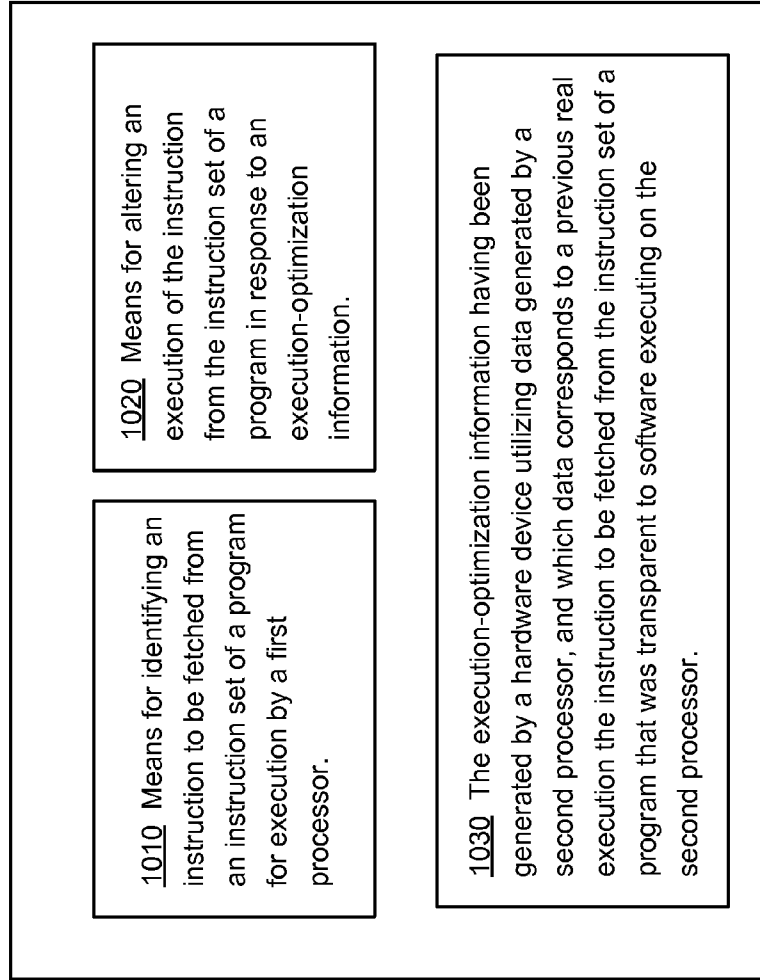 1010 Means for identifying an
instruction to be fetched from
an instruction set of a program
for execution by a first
processor.
1020 Means for altering an
execution of the instruction
from the instruction set of a
program in response to an
execution-optimization
information.
1030 The execution-optimization information having been
generated by a hardware device utilizing data generated by a
second processor, and which data corresponds to a previous real
execution the instruction to be fetched from the instruction set of a
program that was transparent to software executing on the
second processor.